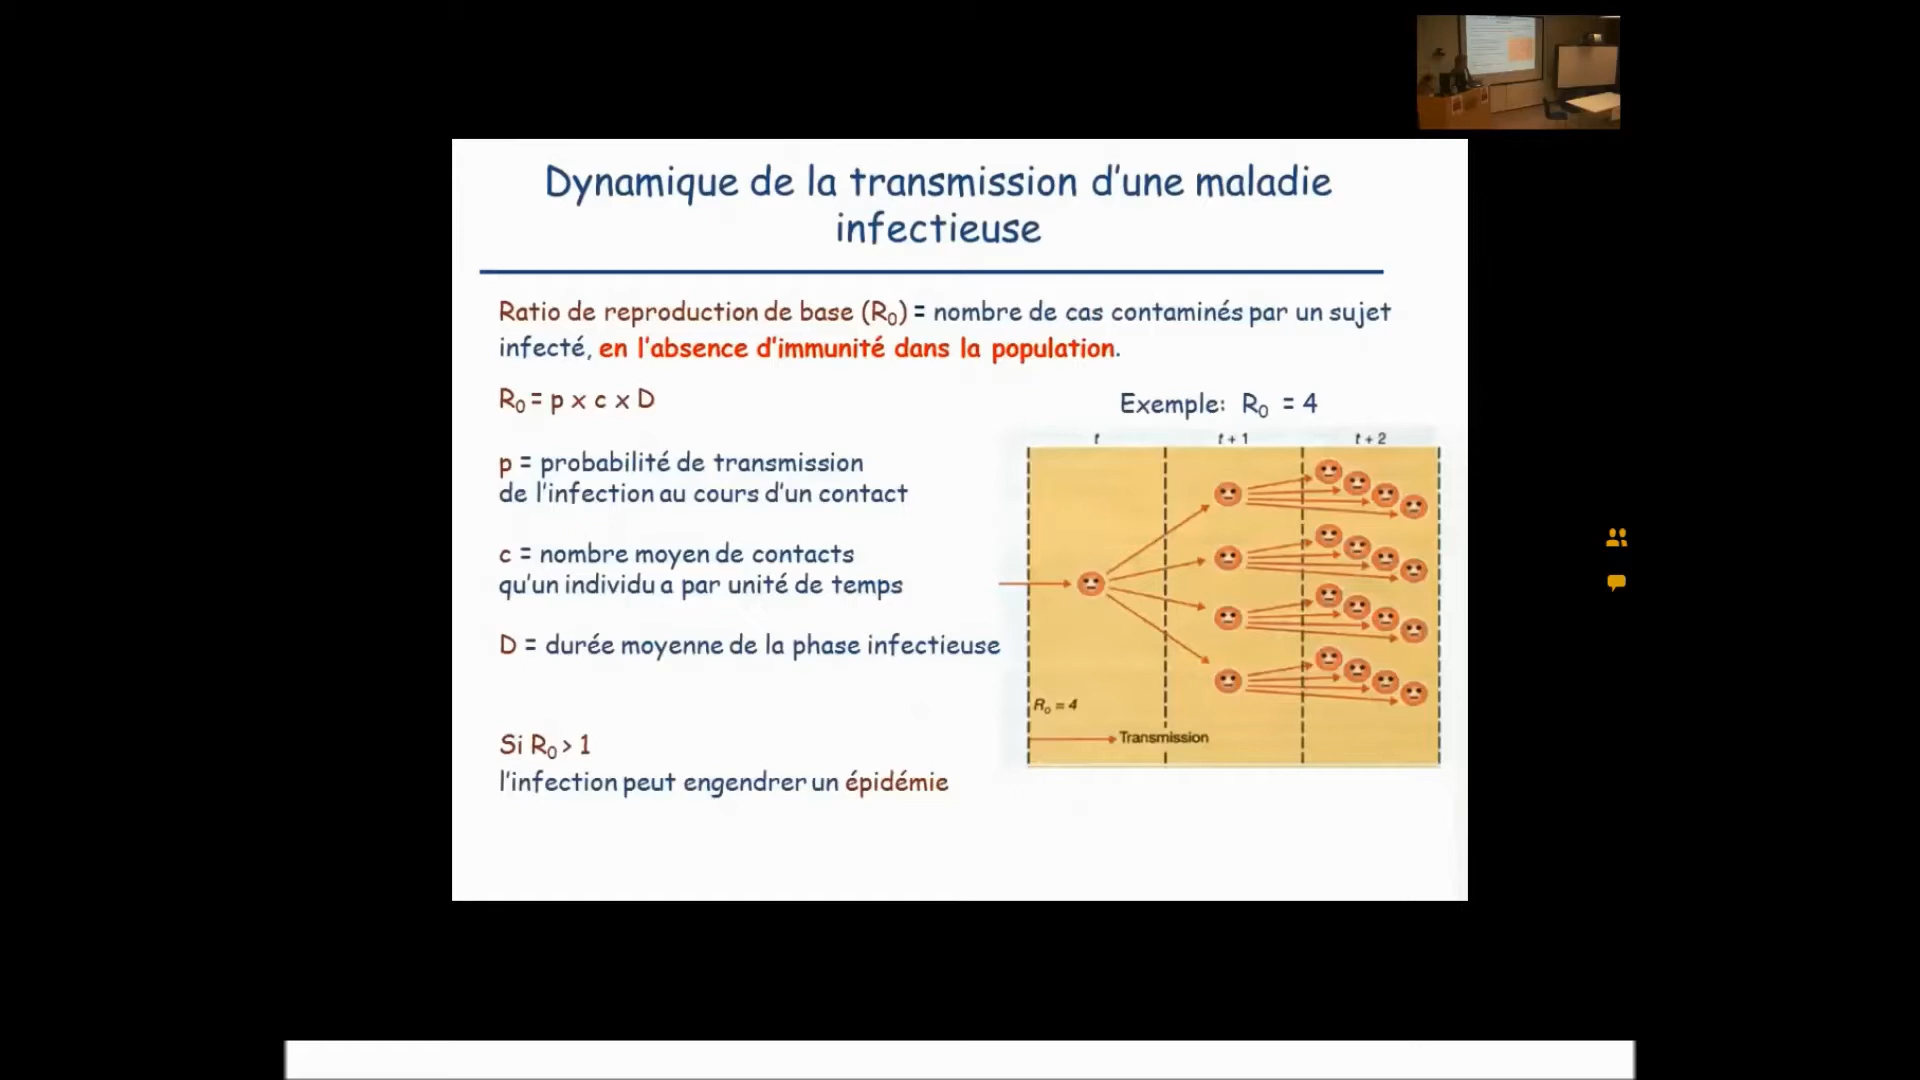 Dynamique de la transmission d'une maladie
infectieuse
Ratio de reproduction de base (R₀) = nombre de cas contaminés par un sujet
infecté, en l'absence d'immunité dans la population.
R₀ = p x c x D
p = probabilité de transmission
de l'infection au cours d'un contact
c = nombre moyen de contacts
qu'un individu a par unité de temps
D = durée moyenne de la phase infectieuse
Si R₀ > 1
l'infection peut engendrer un épidémie
Exemple: R₀ = 4
t t + 1 t + 2
R₀ = 4
Transmission